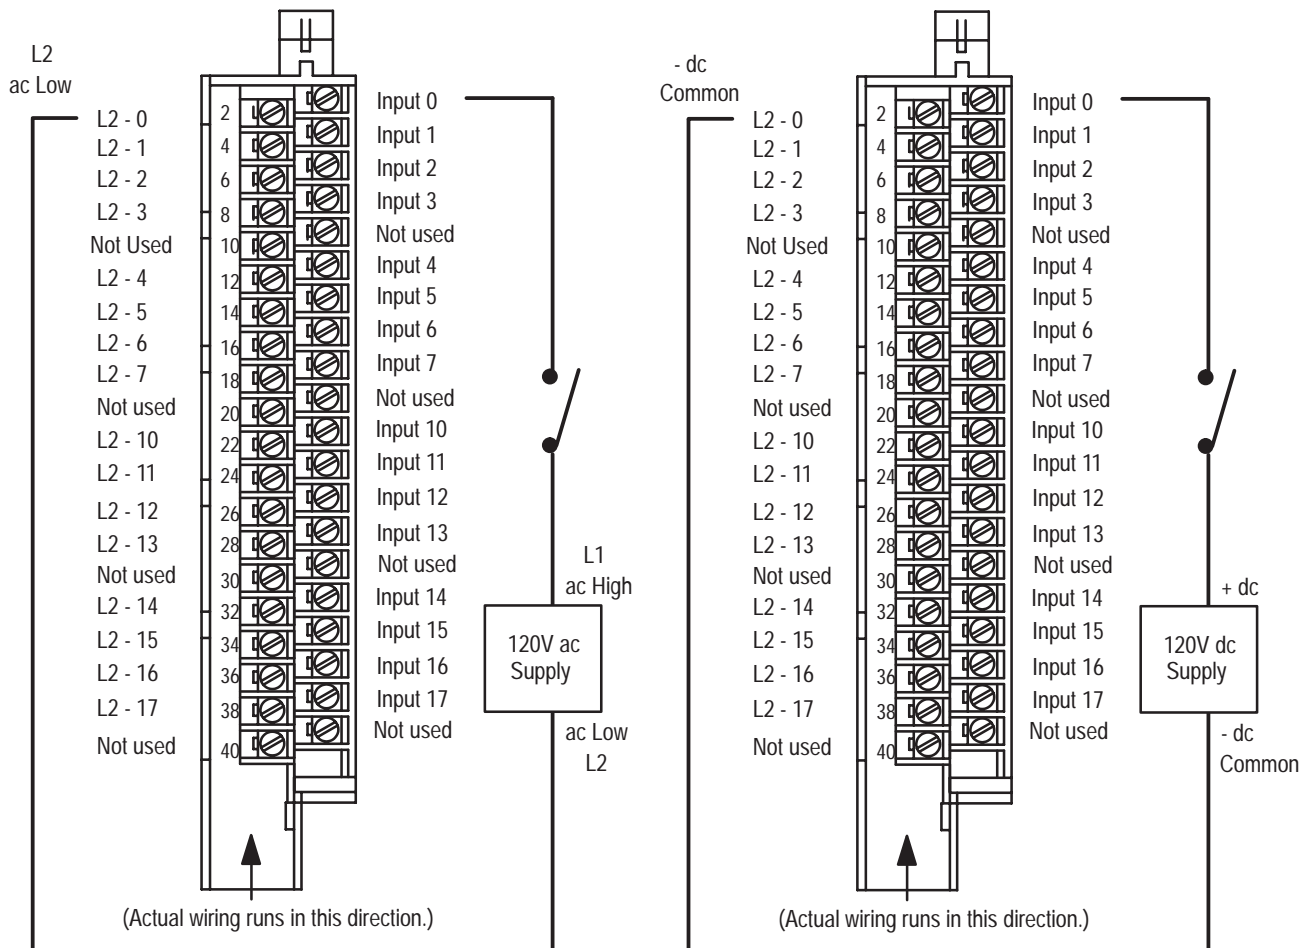 L2
ac Low
L2 - 0
L2 - 1
L2 - 2
L2 - 3
Not Used
L2 - 4
L2 - 5
L2 - 6
L2 - 7
Not used
L2 - 10
L2 - 11
L2 - 12
L2 - 13
Not used
L2 - 14
L2 - 15
L2 - 16
L2 - 17
Not used
2
4
6
8
10
12
14
16
18
20
22
24
26
28
30
32
34
36
38
40
Input 0
Input 1
Input 2
Input 3
Not used
Input 4
Input 5
Input 6
Input 7
Not used
Input 10
Input 11
Input 12
Input 13
Not used
Input 14
Input 15
Input 16
Input 17
Not used
L1
ac High
120V ac
Supply
ac Low
L2
(Actual wiring runs in this direction.)
- dc
Common
L2 - 0
L2 - 1
L2 - 2
L2 - 3
Not Used
L2 - 4
L2 - 5
L2 - 6
L2 - 7
Not used
L2 - 10
L2 - 11
L2 - 12
L2 - 13
Not used
L2 - 14
L2 - 15
L2 - 16
L2 - 17
Not used
2
4
6
8
10
12
14
16
18
20
22
24
26
28
30
32
34
36
38
40
Input 0
Input 1
Input 2
Input 3
Not used
Input 4
Input 5
Input 6
Input 7
Not used
Input 10
Input 11
Input 12
Input 13
Not used
Input 14
Input 15
Input 16
Input 17
Not used
+ dc
120V dc
Supply
- dc
Common
(Actual wiring runs in this direction.)